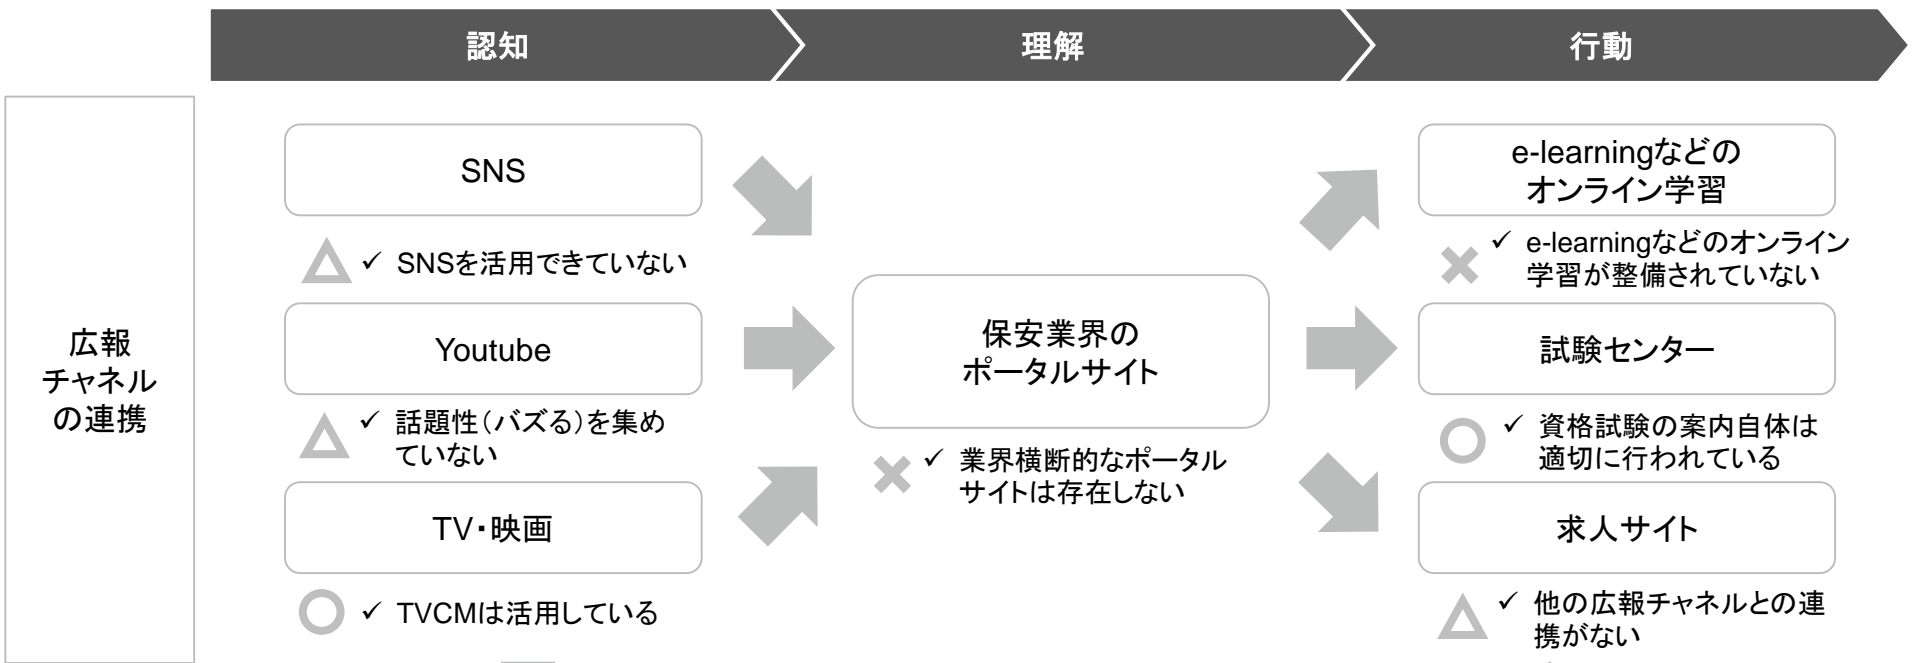 認知
理解
行動
広報
チャネル
の連携
SNS
✓ SNSを活用できていない
Youtube
✓ 話題性(バズる)を集め
ていない
TV・映画
✓ TVCMは活用している
保安業界の
ポータルサイト
✓ 業界横断的なポータル
サイトは存在しない
e-learningなどの
オンライン学習
✓ e-learningなどのオンライン
学習が整備されていない
試験センター
✓ 資格試験の案内自体は
適切に行われている
求人サイト
✓ 他の広報チャネルとの連
携がない